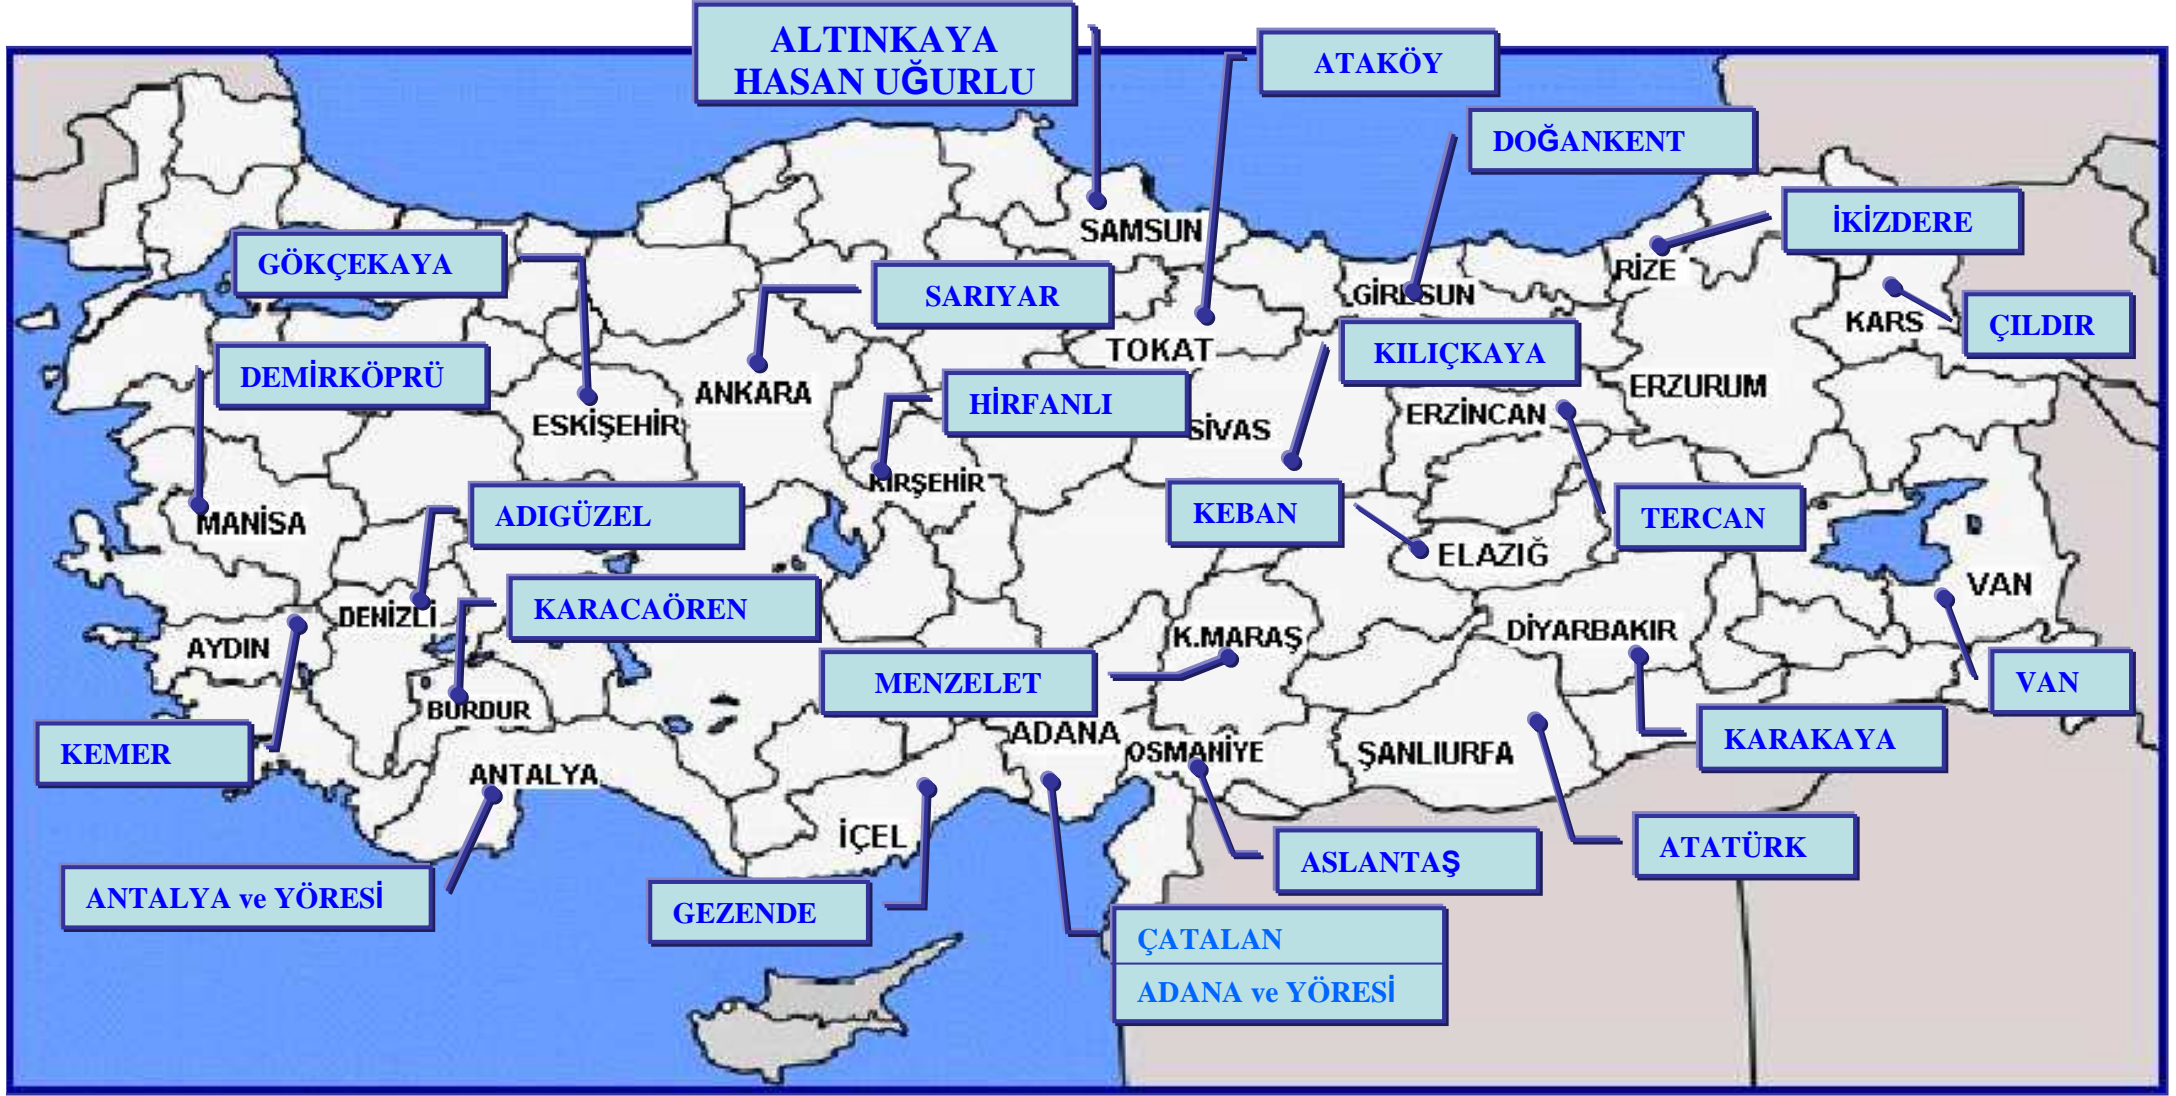 ALTINKAYA
HASAN UĞURLU
ATAKÖY
DOĞANKENT
İKİZDERE
SAMSUN
GÖKÇEKAYA
SARIYAR
GİRESUN
RİZE
KARS
ÇILDIR
DEMİRKÖPRÜ
TOKAT
KILIÇKAYA
ANKARA
HİRFANLI
ERZURUM
ESKİŞEHİR
SİVAS
ERZİNCAN
KIRŞEHİR
MANİSA
ADIGÜZEL
KEBAN
TERCAN
ELAZIĞ
VAN
DENİZLİ
KARACAÖREN
AYDIN
K.MARAŞ
DİYARBAKIR
MENZELET
VAN
BURDUR
KEMER
ADANA
OSMANİYE
ŞANLIURFA
KARAKAYA
ANTALYA
İÇEL
ASLANTAŞ
ATATÜRK
ANTALYA ve YÖRESİ
GEZENDE
ÇATALAN
ADANA ve YÖRESİ